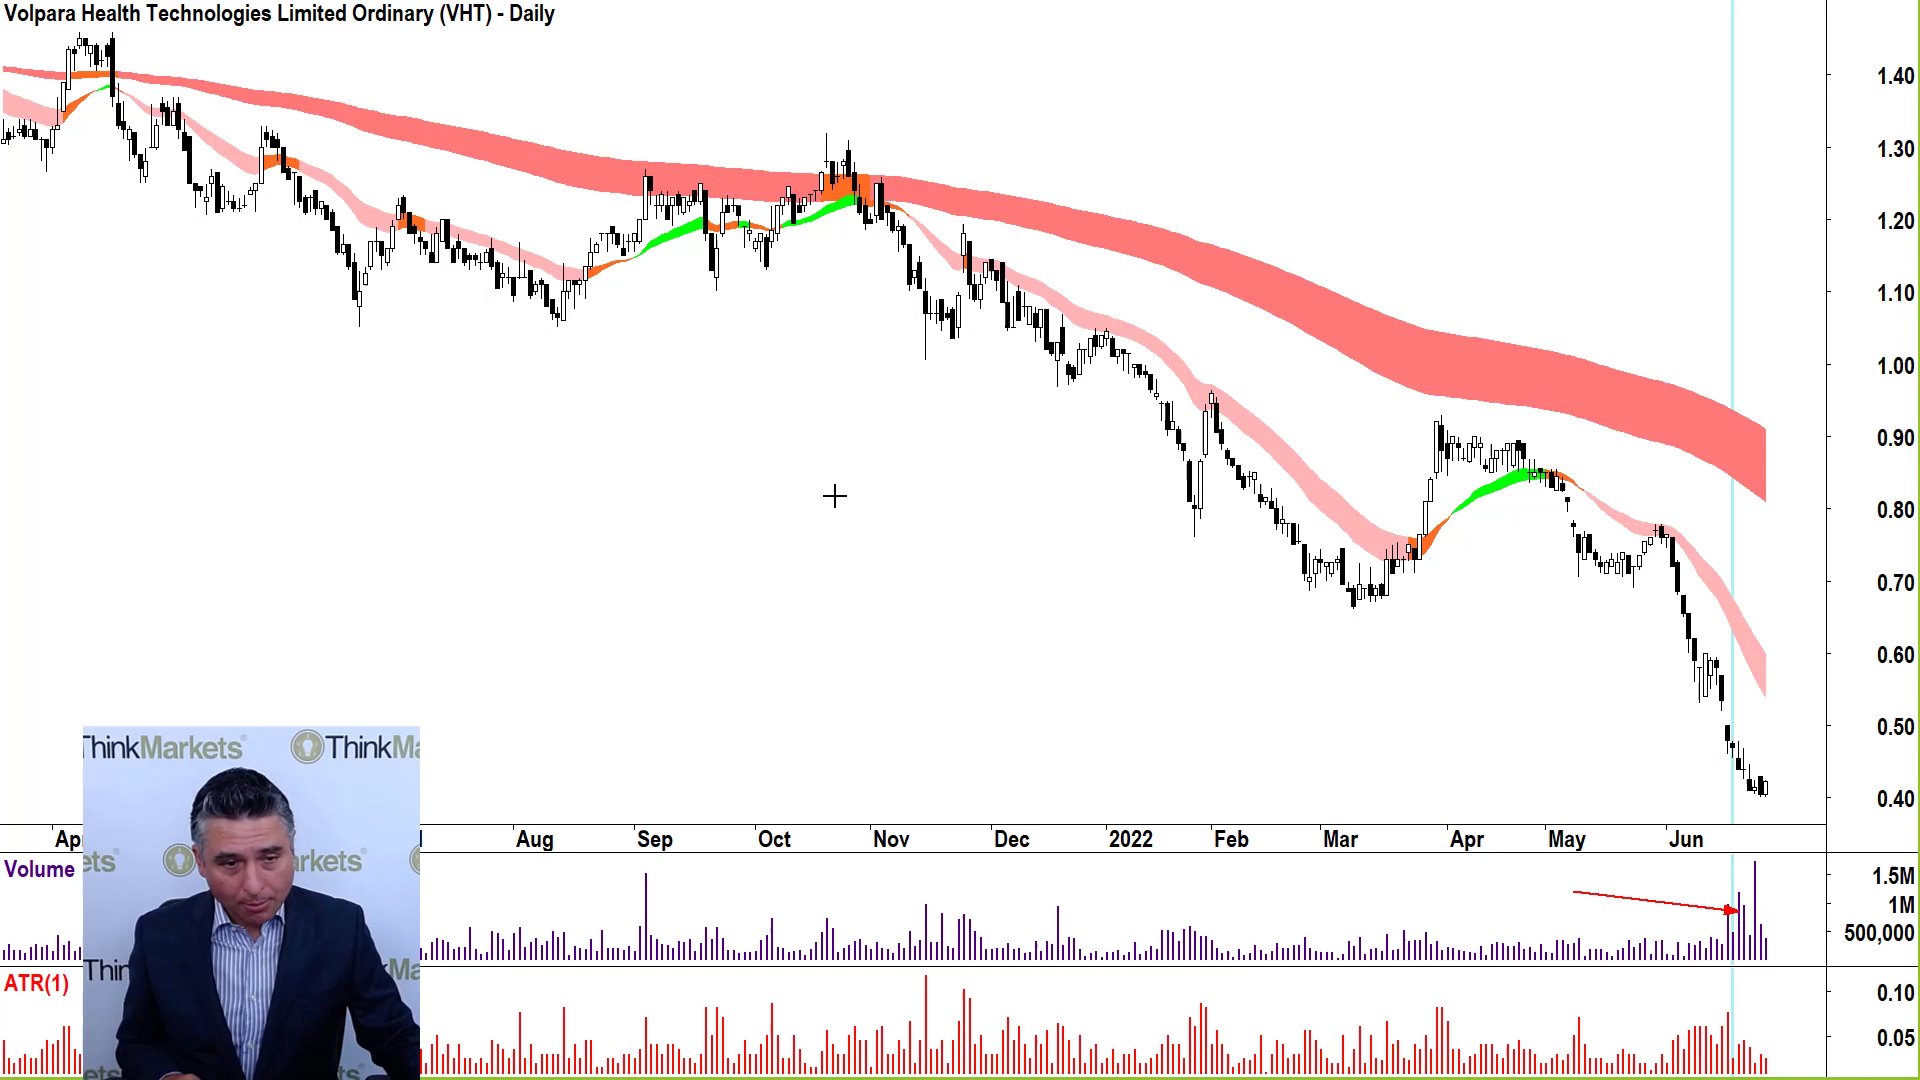 Volpara Health Technologies Limited Ordinary (VHT) - Daily
1.40
1.30
1.20
1.10
1.00
0.90
0.80
0.70
0.60
0.50
0.40
Aug Sep Oct Nov Dec 2022 Feb Mar Apr May Jun
Volume
1.5M
1M
500,000
ATR(1)
0.10
0.05
ThinkMarkets